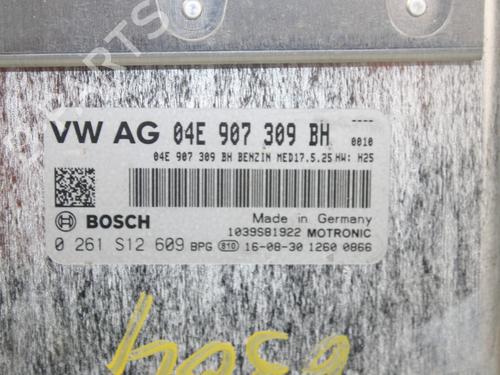 VW AG 04E 907 309 BH 0010
04E 907 309 BH BENZIN MED17.5.25 HW: H25
BOSCH
Made in Germany
1039S81922 MOTRONIC
0 261 S12 609 BPG 810 16-08-30 1260 0866